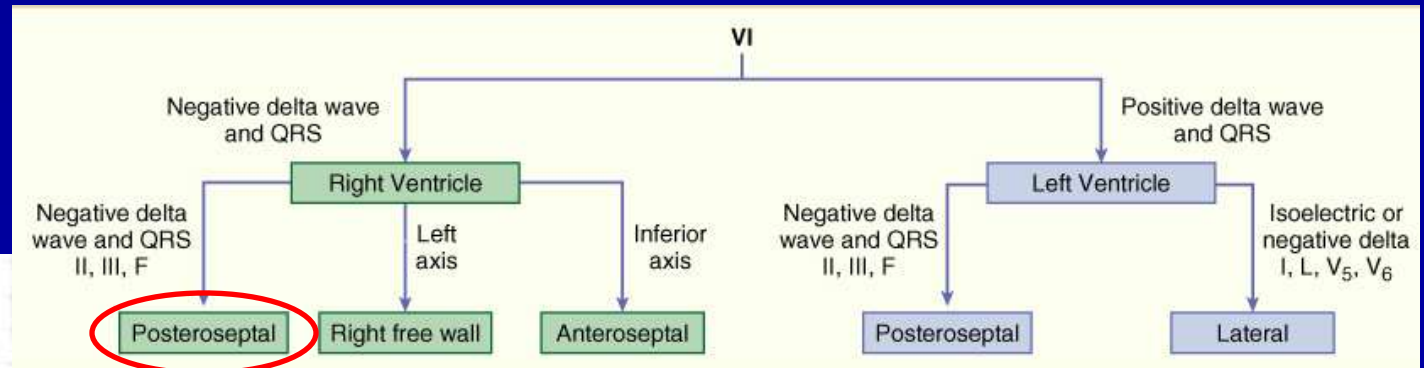 VI
Negative delta wave
and QRS
Positive delta wave
and QRS
Right Ventricle
Left Ventricle
Negative delta
wave and QRS
II, III, F
Left
axis
Inferior
axis
Negative delta
wave and QRS
II, III, F
Isoelectric or
negative delta
I, L, V₅, V₆
Posteroseptal
Right free wall
Anteroseptal
Posteroseptal
Lateral